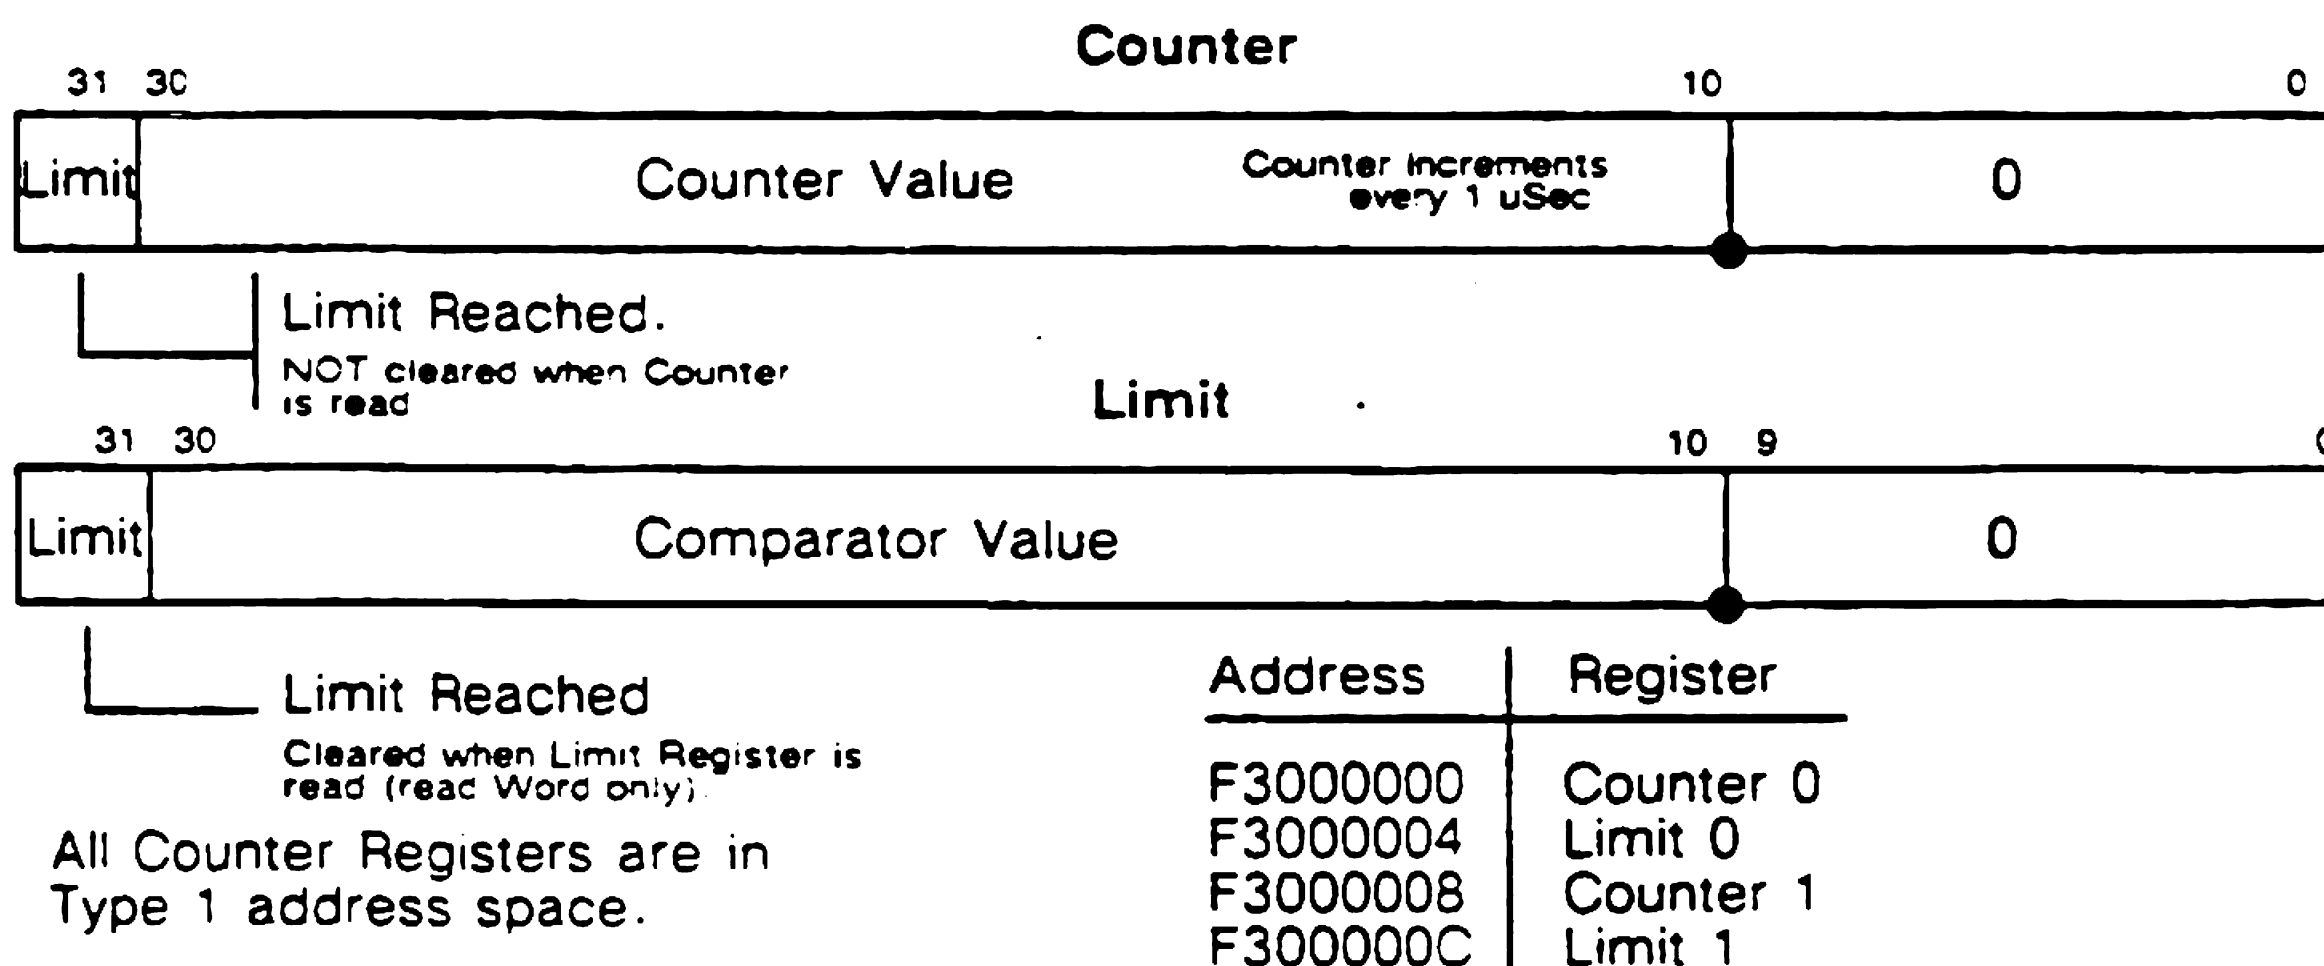 Counter
31 30 10 0
Limit Counter Value Counter Increments every 1 uSec 0
Limit Reached.
NOT cleared when Counter
is read
Limit
31 30 10 9
Limit Comparator Value 0
Limit Reached
Cleared when Limit Register is
read (read Word only).
All Counter Registers are in
Type 1 address space.
Address Register
F3000000 Counter 0
F3000004 Limit 0
F3000008 Counter 1
F300000C Limit 1